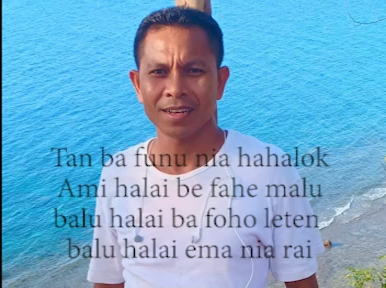 Tan ba funu nia hahalok
Ami halai be fahe malu
balu halai ba foho leten
balu halai ema nia rai